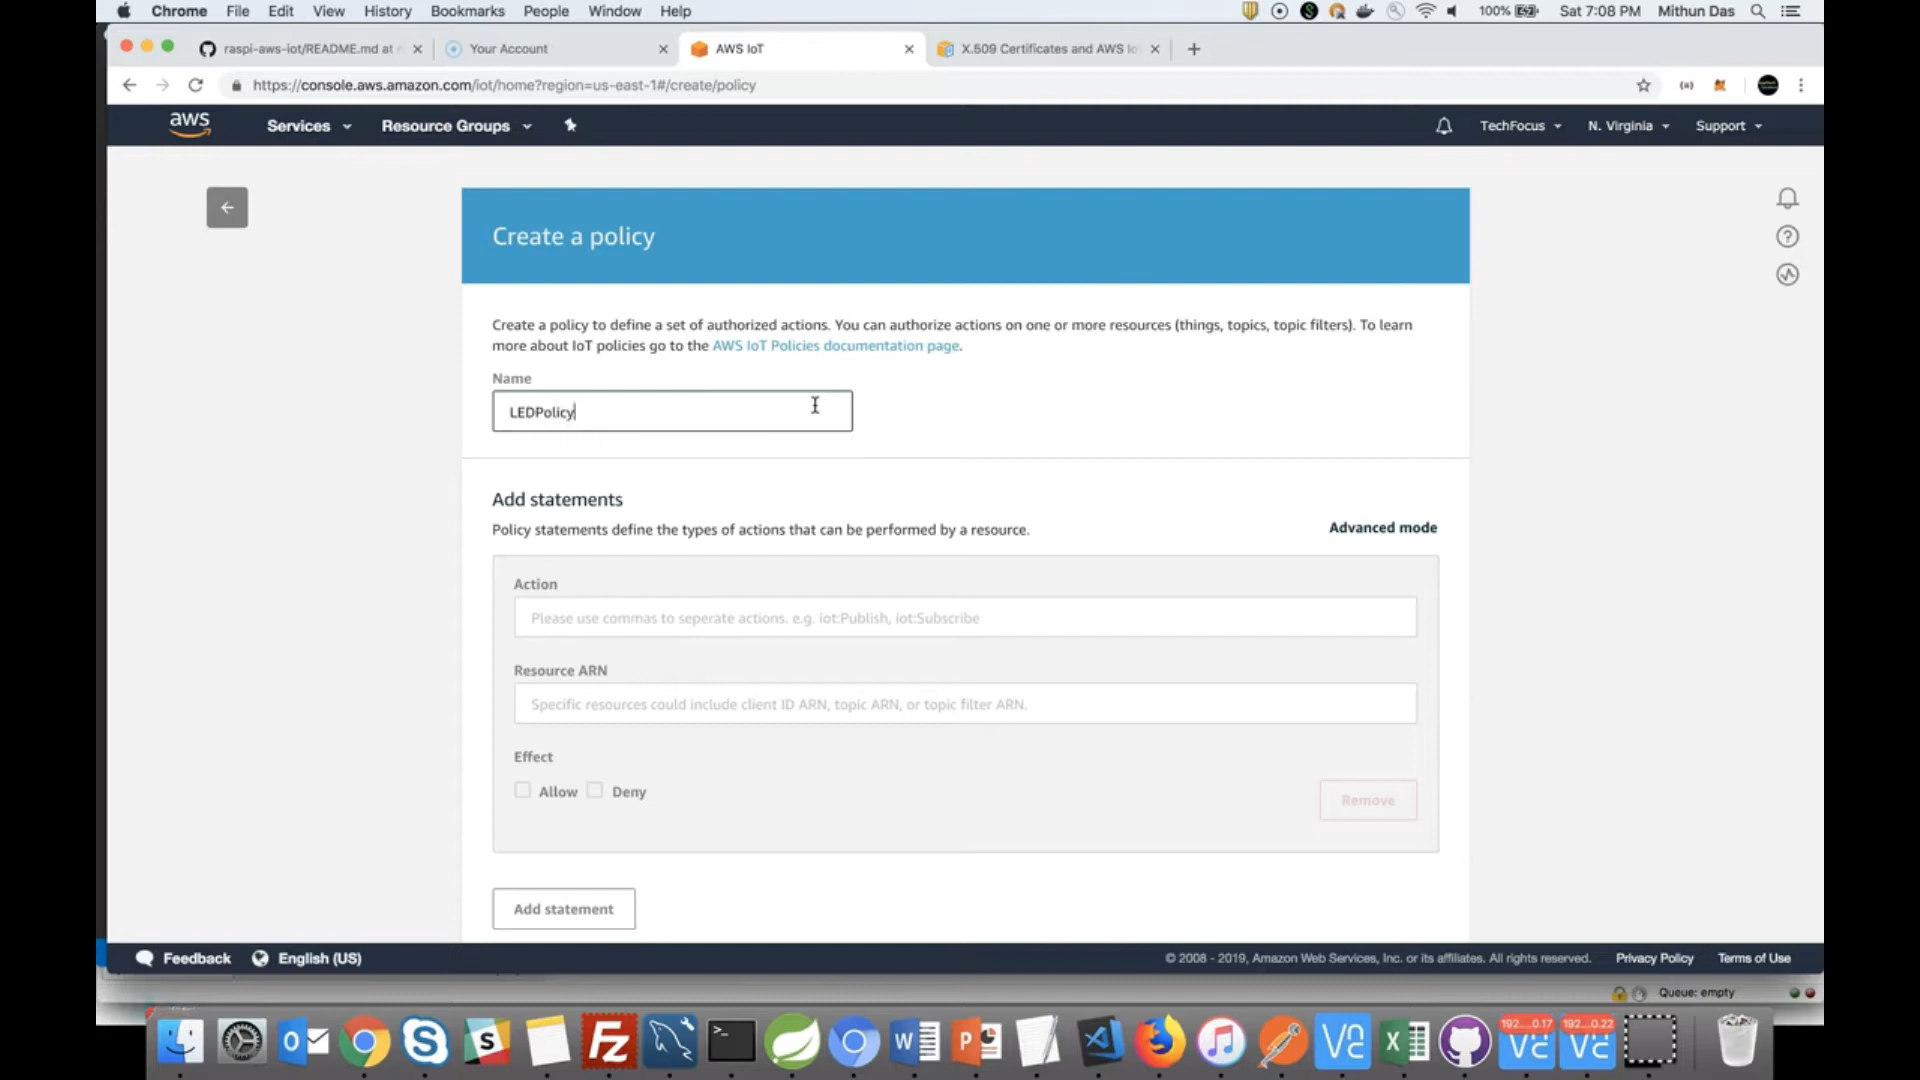 Chrome File Edit View History Bookmarks People Window Help 100% Sat 7:08 PM Mithun Das
raspi-aws-iot/README.md at Your Account AWS IoT X.509 Certificates and AWS Io
https://console.aws.amazon.com/iot/home?region=us-east-1#/create/policy
aws Services Resource Groups TechFocus N. Virginia Support
Create a policy
Create a policy to define a set of authorized actions. You can authorize actions on one or more resources (things, topics, topic filters). To learn
more about IoT policies go to the AWS IoT Policies documentation page.
Name
LEDPolicy
Add statements
Policy statements define the types of actions that can be performed by a resource. Advanced mode
Action
Please use commas to seperate actions. e.g. iot:Publish, iot:Subscribe
Resource ARN
Specific resources could include client ID ARN, topic ARN, or topic filter ARN.
Effect
Allow Deny
Remove
Add statement
Feedback English (US) © 2008 - 2019, Amazon Web Services, Inc. or its affiliates. All rights reserved. Privacy Policy Terms of Use
Queue: empty
192....0.17 192....0.22